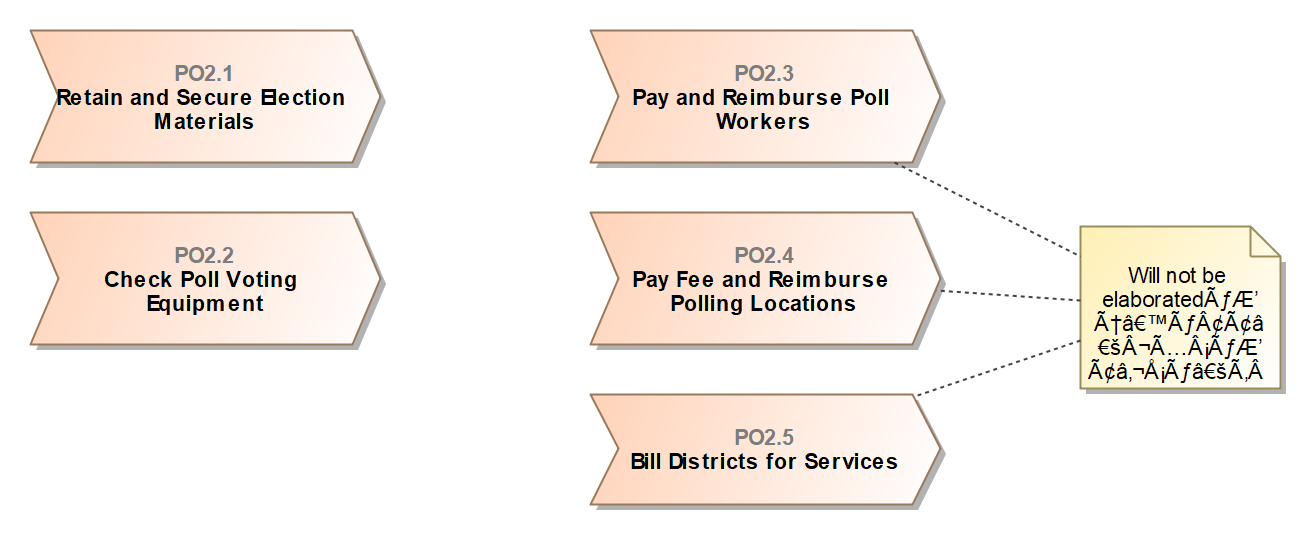 PO2.1
Retain and Secure Election
Materials
PO2.2
Check Poll Voting
Equipment
PO2.3
Pay and Reimburse Poll
Workers
PO2.4
Pay Fee and Reimburse
Polling Locations
PO2.5
Bill Districts for Services
Will not be
elaboratedÃƒÆ’
Ã†â€™ÃƒÂ¢Ã¢â
€šÂ¬Ã…Â¡ÃƒÆ’
Ã¢â‚¬Å¡Ãƒâ€šÃ‚Â